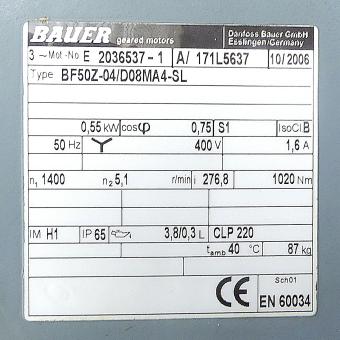 BAUER geared motors Danfoss Bauer GmbH
Esslingen/Germany
3 ~ Mot.-No. E 2036537-1 A/ 171L5637 10/2006
Type BF50Z-04/D08MA4-SL
0,55 kW cosφ 0,75 S1 IsoCl.B
50 Hz Y 400 V 1,6 A
n₁ 1400 n₂ 5,1 r/min i 276,8 1020 Nm
IM H1 IP 65 3,8/0,3 L CLP 220
tamb 40 °C 87 kg
CE Sch01
EN 60034